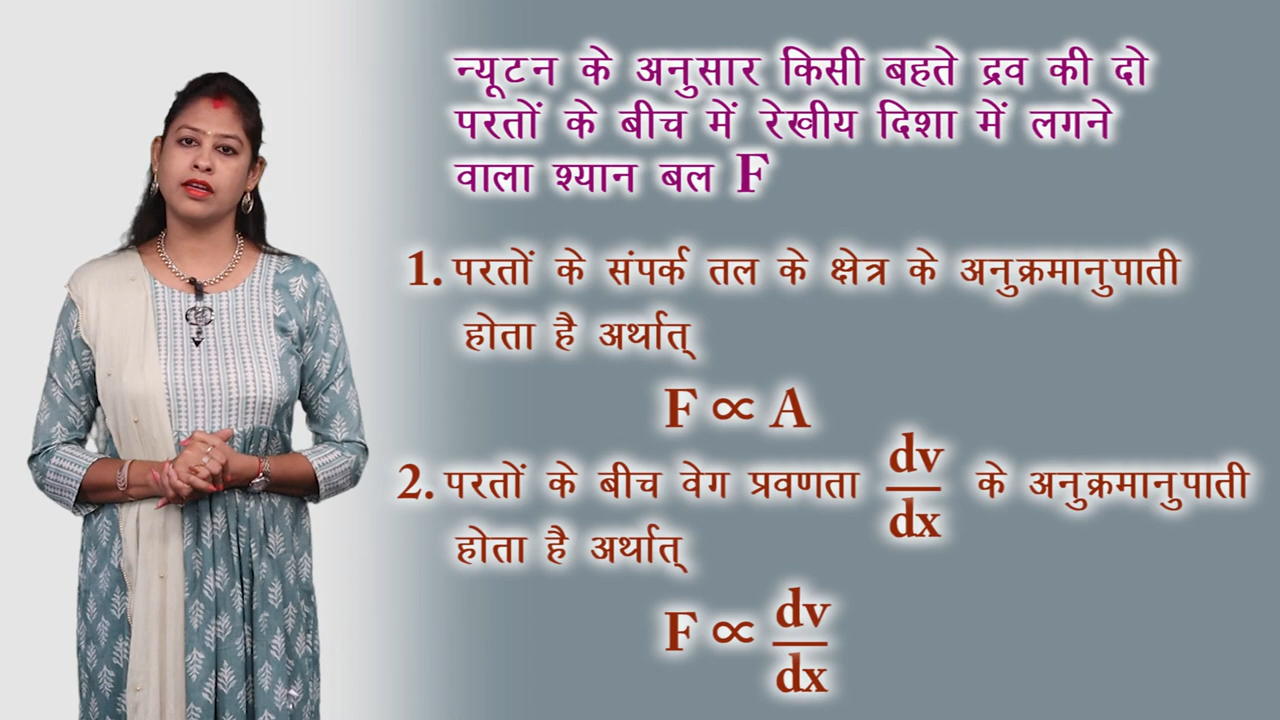 न्यूटन के अनुसार किसी बहते द्रव की दो
परतों के बीच में रेखीय दिशा में लगने
वाला श्यान बल F
1. परतों के संपर्क तल के क्षेत्र के अनुक्रमानुपाती
होता है अर्थात्
F ∝ A
2. परतों के बीच वेग प्रवणता dv/dx के अनुक्रमानुपाती
होता है अर्थात्
F ∝ dv/dx